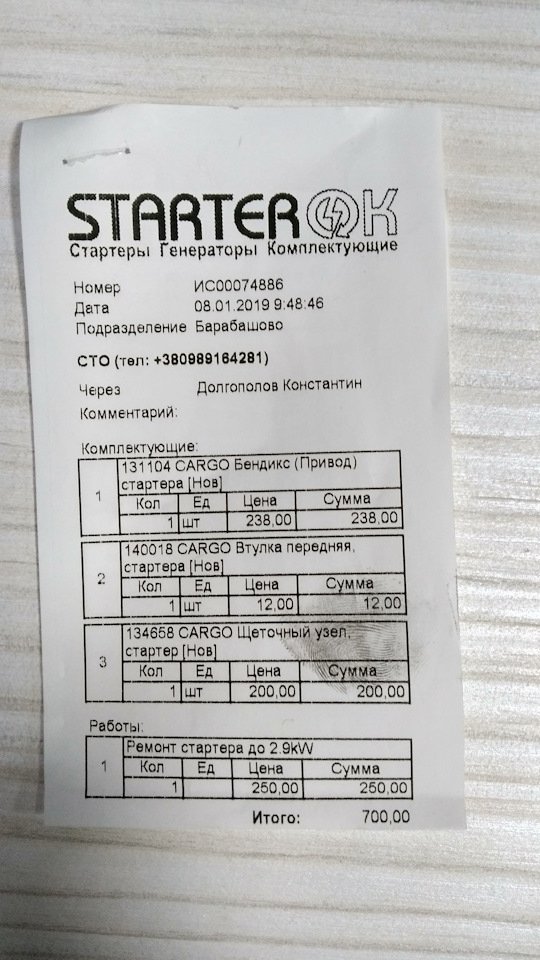 STARTER OK
Стартеры Генераторы Комплектующие
Номер ИС00074886
Дата 08.01.2019 9:48:46
Подразделение Барабашово
СТО (тел: +380989164281)
Через Долгополов Константин
Комментарий:
Комплектующие:
1 131104 CARGO Бендикс (Привод)
стартера [Нов]
Кол Ед Цена Сумма
1 шт 238,00 238,00
2 140018 CARGO Втулка передняя,
стартера [Нов]
Кол Ед Цена Сумма
1 шт 12,00 12,00
3 134658 CARGO Щеточный узел,
стартер [Нов]
Кол Ед Цена Сумма
1 шт 200,00 200,00
Работы:
1 Ремонт стартера до 2.9kW
Кол Ед Цена Сумма
1 250,00 250,00
Итого: 700,00